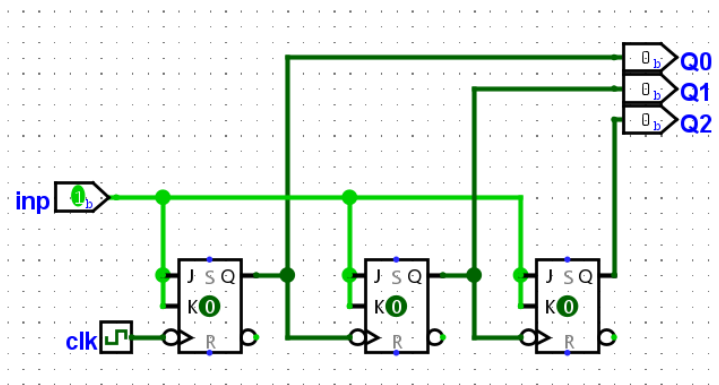 0b Q0
0b Q1
0b Q2
inp 1b
J S Q J S Q J S Q
K 0 K 0 K 0
clk R R R